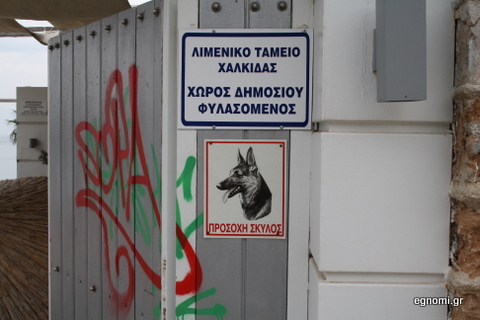 ΛΙΜΕΝΙΚΟ ΤΑΜΕΙΟ
ΧΑΛΚΙΔΑΣ
ΧΩΡΟΣ ΔΗΜΟΣΙΟΥ
ΦΥΛΑΣΟΜΕΝΟΣ
ΠΡΟΣΟΧΗ ΣΚΥΛΟΣ
egnomi.gr